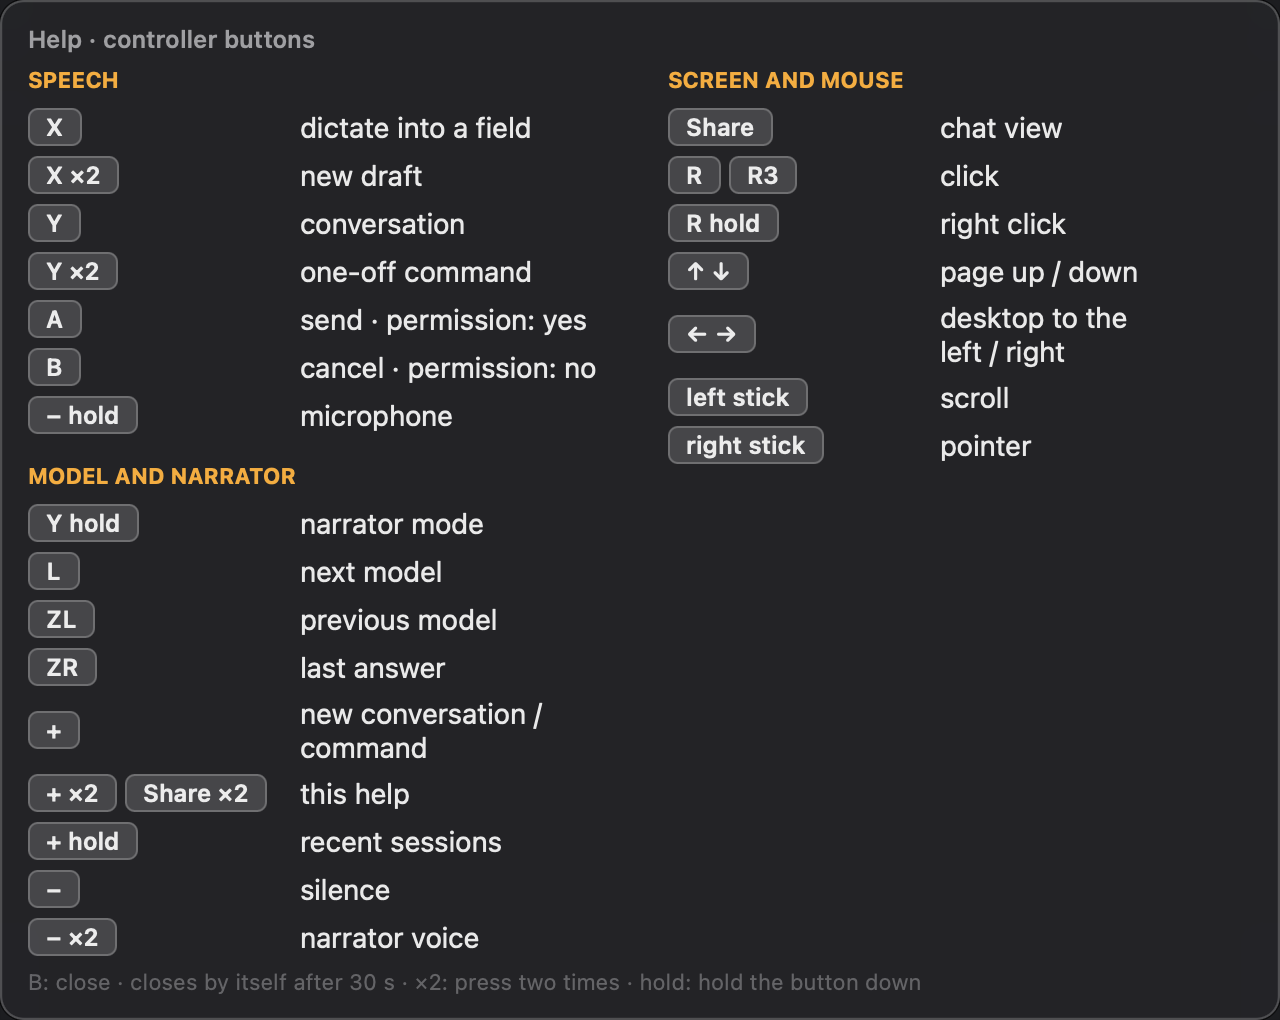 Help · controller buttons
SPEECH
X dictate into a field
X ×2 new draft
Y conversation
Y ×2 one-off command
A send · permission: yes
B cancel · permission: no
– hold microphone
MODEL AND NARRATOR
Y hold narrator mode
L next model
ZL previous model
ZR last answer
+ new conversation /
command
+ ×2 Share ×2 this help
+ hold recent sessions
– silence
– ×2 narrator voice
SCREEN AND MOUSE
Share chat view
R R3 click
R hold right click
↑ ↓ page up / down
← → desktop to the
left / right
left stick scroll
right stick pointer
B: close · closes by itself after 30 s · ×2: press two times · hold: hold the button down